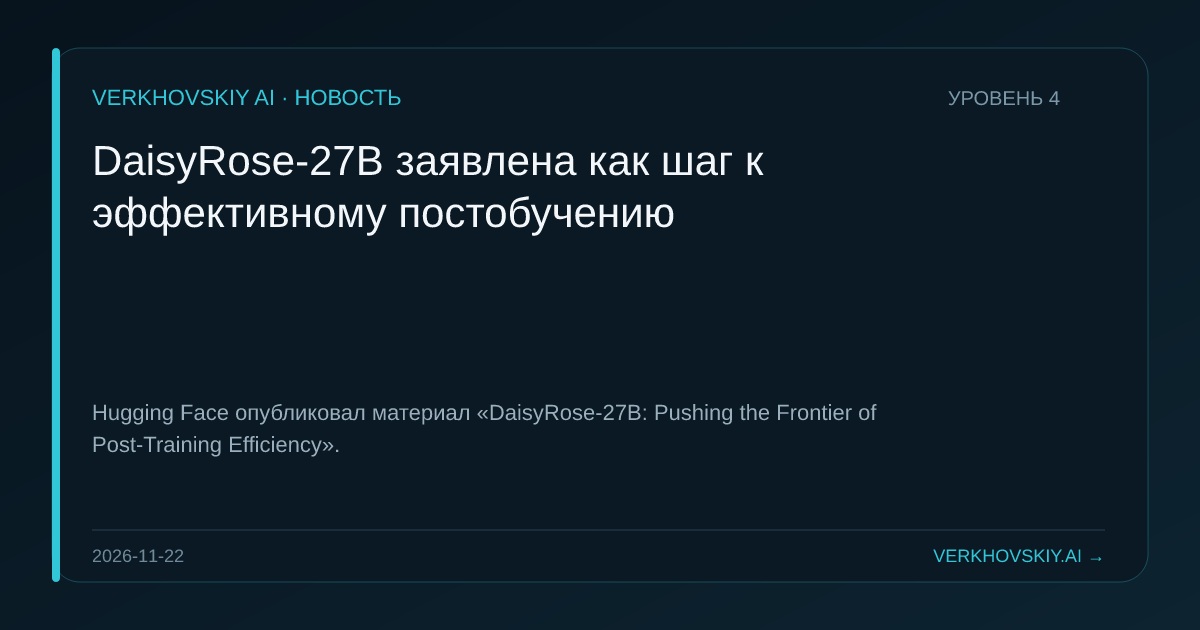 VERKHOVSKIY AI · НОВОСТЬ
УРОВЕНЬ 4
DaisyRose-27B заявлена как шаг к
эффективному постобучению
Hugging Face опубликовал материал «DaisyRose-27B: Pushing the Frontier of
Post-Training Efficiency».
2026-11-22
VERKHOVSKIY.AI →